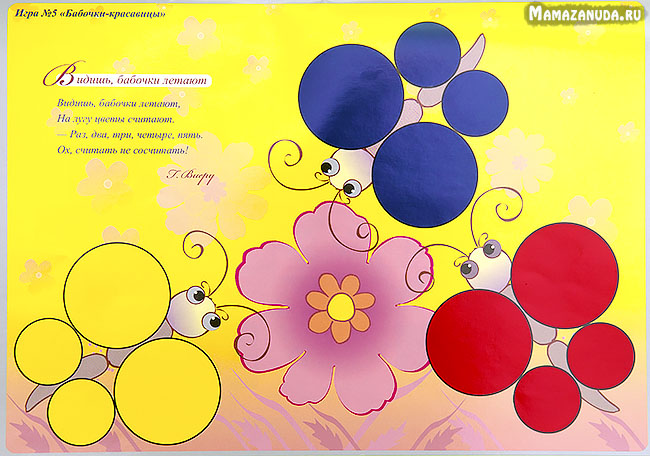 Игра №5 «Бабочки-красавицы»
MAMAZANUDA.RU
Видишь, бабочки летают
Видишь, бабочки летают,
На лугу цветы считают.
— Раз, два, три, четыре, пять.
Ох, считать не сосчитать!
Г. Виеру